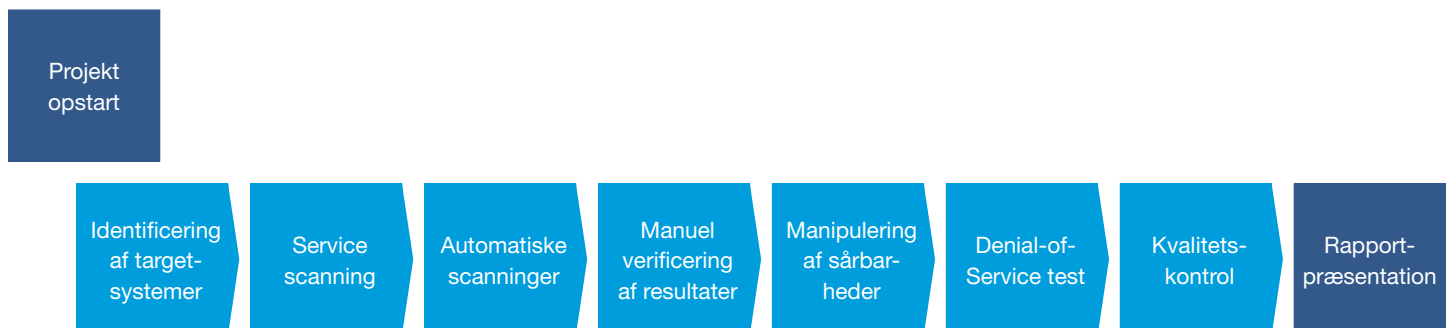 Projekt
opstart
Identificering
af target-
systemer
Service
scanning
Automatiske
scanninger
Manuel
verificering
af resultater
Manipulering
af sårbar-
heder
Denial-of-
Service test
Kvalitets-
kontrol
Rapport-
præsentation